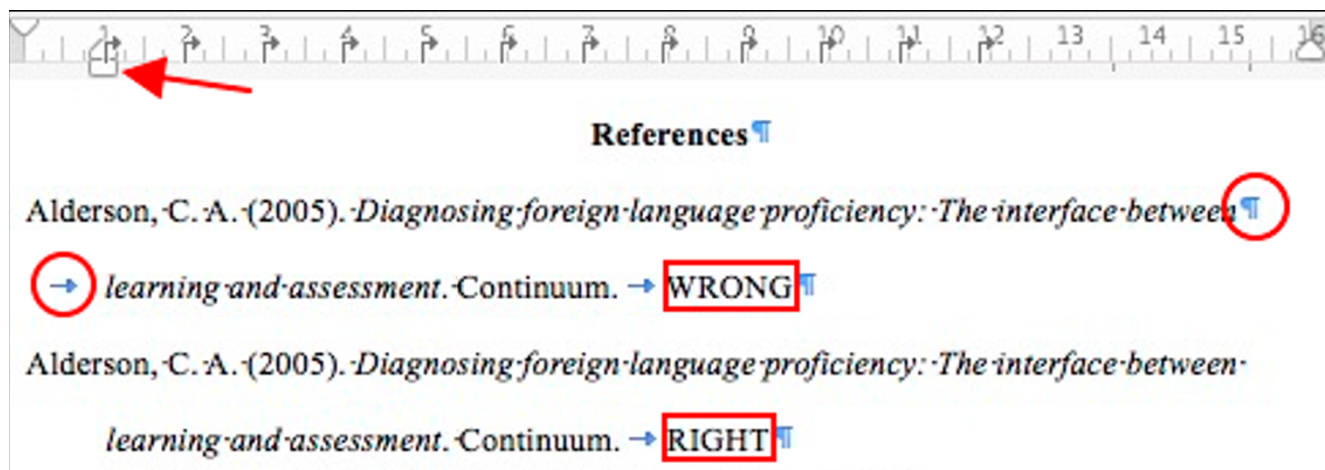 1 2 3 4 5 6 7 8 9 10 11 12 13 14 15 16
References¶
Alderson, C. A. (2005). Diagnosing foreign language proficiency: The interface between¶
→ learning and assessment. Continuum. → WRONG¶
Alderson, C. A. (2005). Diagnosing foreign language proficiency: The interface between
learning and assessment. Continuum. → RIGHT¶